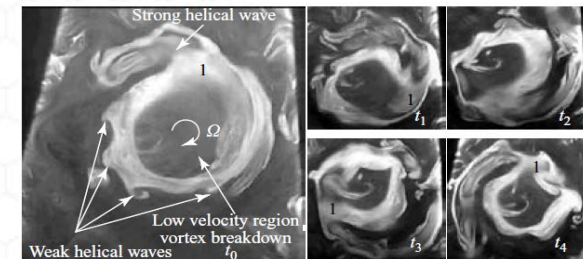 Strong helical wave
1
Ω
Low velocity region
vortex breakdown
Weak helical waves
t0
1
t1
2
t2
1
t3
1
t4